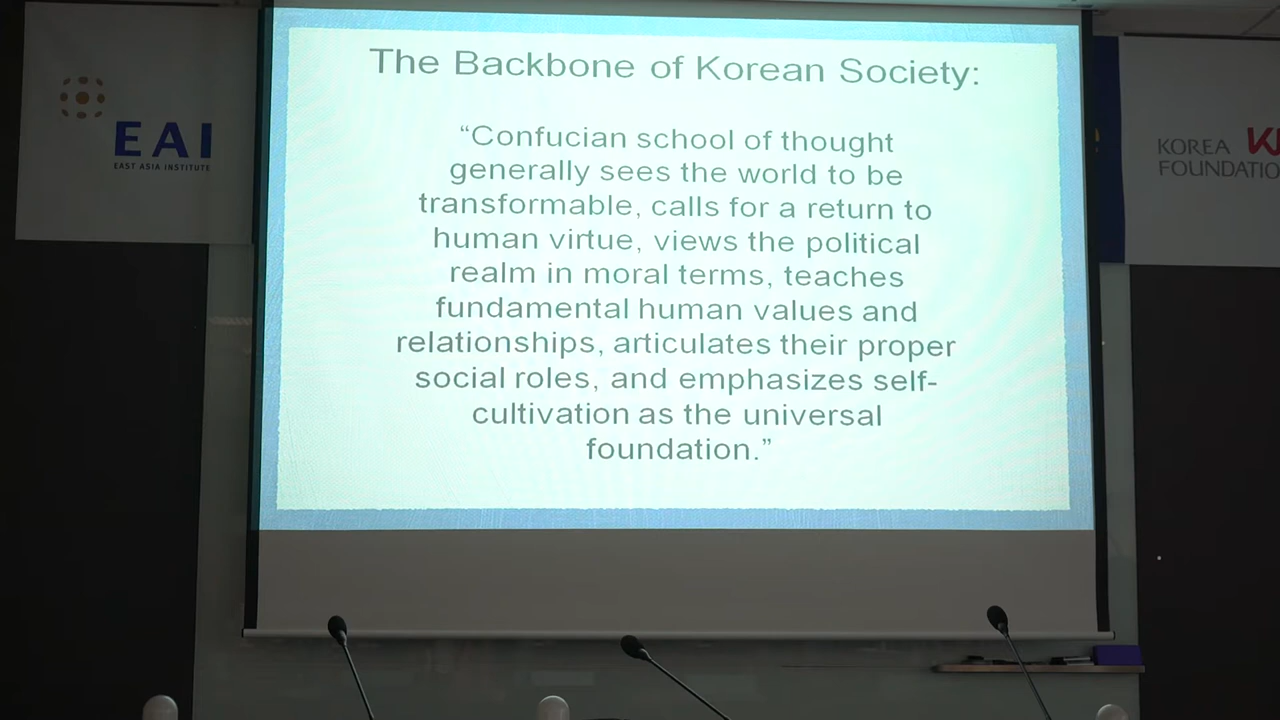 The Backbone of Korean Society:
“Confucian school of thought
generally sees the world to be
transformable, calls for a return to
human virtue, views the political
realm in moral terms, teaches
fundamental human values and
relationships, articulates their proper
social roles, and emphasizes self-
cultivation as the universal
foundation.”
EAI
EAST ASIA INSTITUTE
KOREA